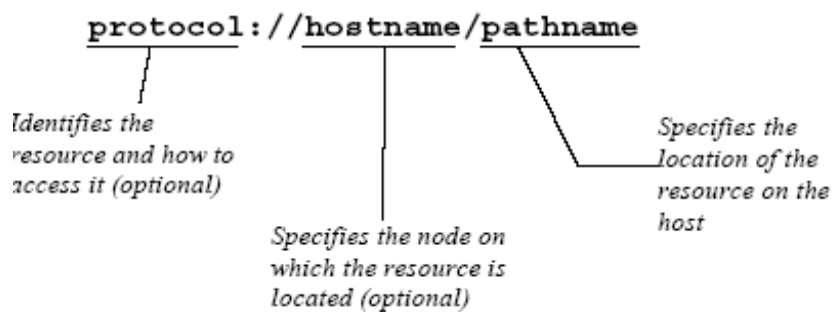 protocol://hostname/pathname
Identifies the
resource and how to
access it (optional)
Specifies the node on
which the resource is
located (optional)
Specifies the
location of the
resource on the
host